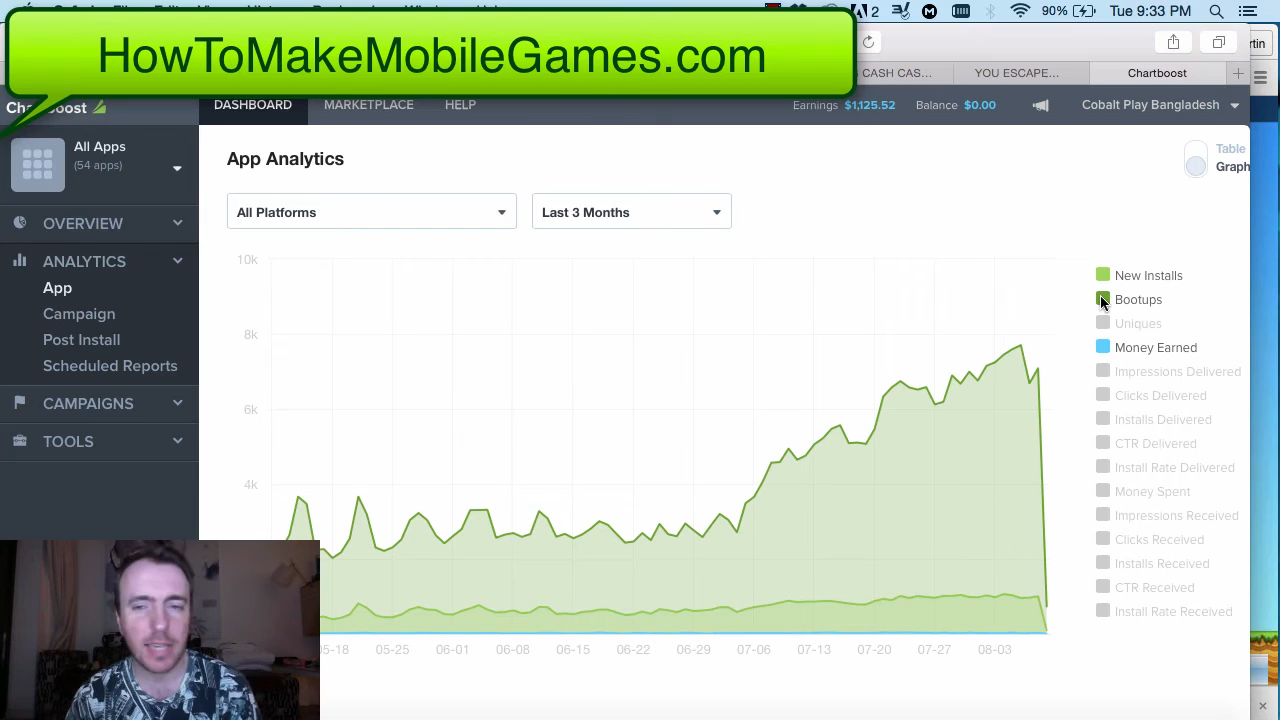 2
90%
Tue 9:33 PM
HowToMakeMobileGames.com
CASH CAS...
YOU ESCAPE...
Chartboost
DASHBOARD
MARKETPLACE
HELP
Earnings $1,125.52
Balance $0.00
Cobalt Play Bangladesh
All Apps
(54 apps)
OVERVIEW
ANALYTICS
App
Campaign
Post Install
Scheduled Reports
CAMPAIGNS
TOOLS
App Analytics
Table
Graph
All Platforms
Last 3 Months
10k
8k
6k
4k
05-18 05-25 06-01 06-08 06-15 06-22 06-29 07-06 07-13 07-20 07-27 08-03
New Installs
Bootups
Uniques
Money Earned
Impressions Delivered
Clicks Delivered
Installs Delivered
CTR Delivered
Install Rate Delivered
Money Spent
Impressions Received
Clicks Received
Installs Received
CTR Received
Install Rate Received